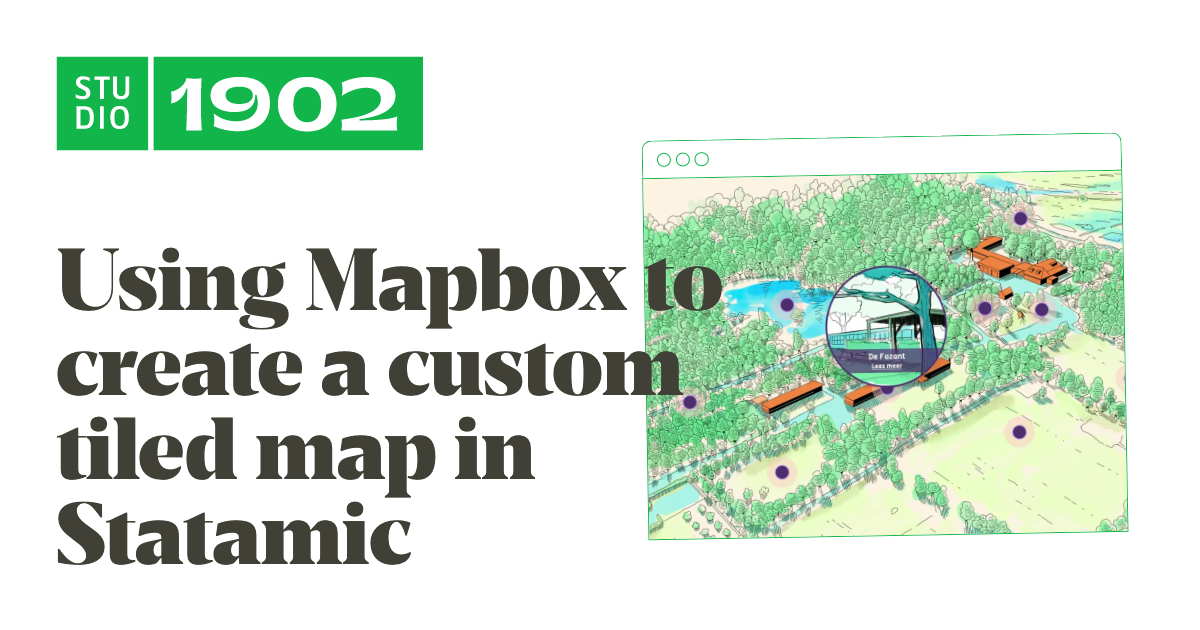 STU
DIO
1902
Using Mapbox to
create a custom
tiled map in
Statamic
De Fazant
Lees meer